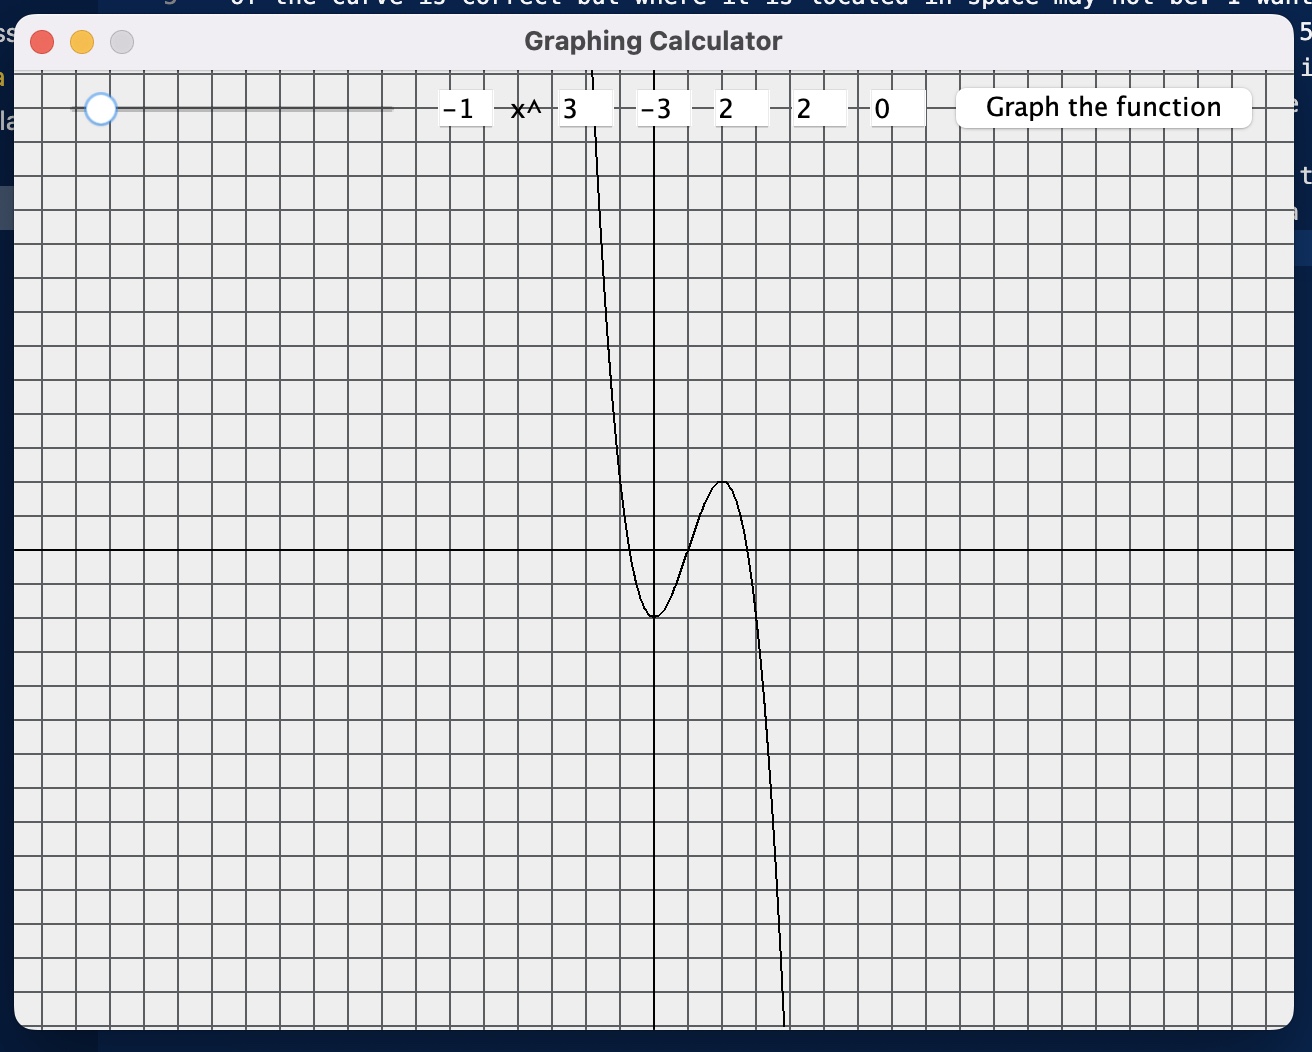 of the curve is correct but where it is located in space may not be. I want
Graphing Calculator
-1 x^ 3 -3 2 2 0 Graph the function